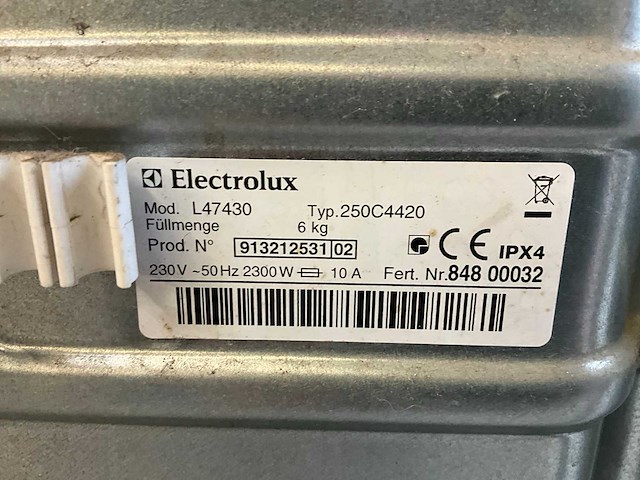 Electrolux
Mod. L47430 Typ.250C4420
Füllmenge 6 kg
Prod. N° 913212531 02
IPX4
230V ~50Hz 2300W 10 A Fert. Nr.848 00032